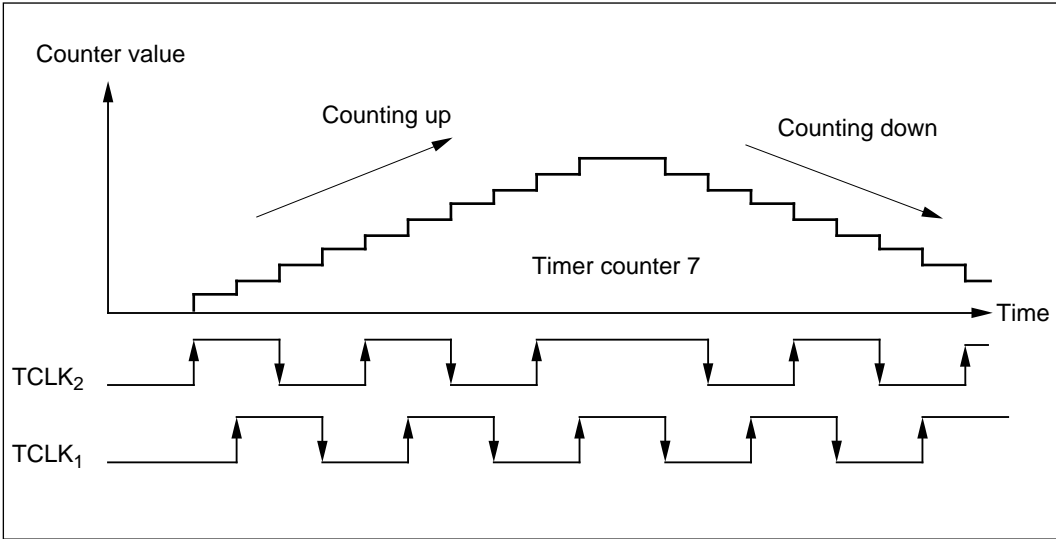 Counter value
Counting up
Counting down
Timer counter 7
Time
TCLK2
TCLK1